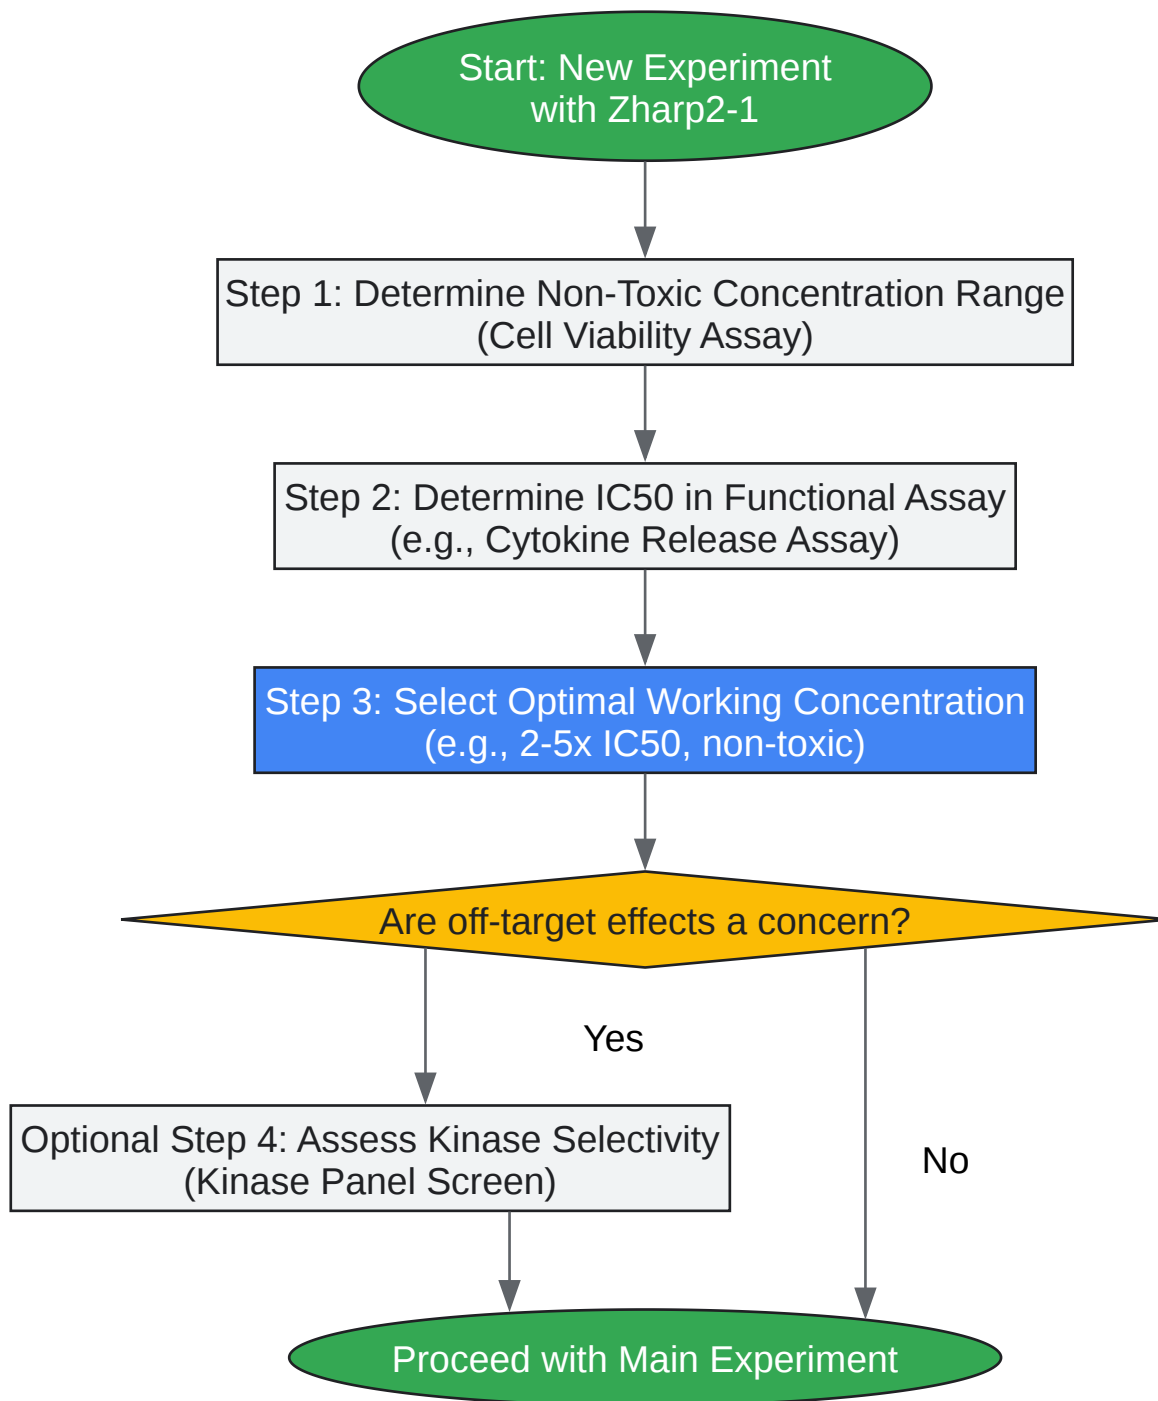 Start: New Experiment
with Zharp2-1
Step 1: Determine Non-Toxic Concentration Range
(Cell Viability Assay)
Step 2: Determine IC50 in Functional Assay
(e.g., Cytokine Release Assay)
Step 3: Select Optimal Working Concentration
(e.g., 2-5x IC50, non-toxic)
Are off-target effects a concern?
Yes
Optional Step 4: Assess Kinase Selectivity
(Kinase Panel Screen)
No
Proceed with Main Experiment